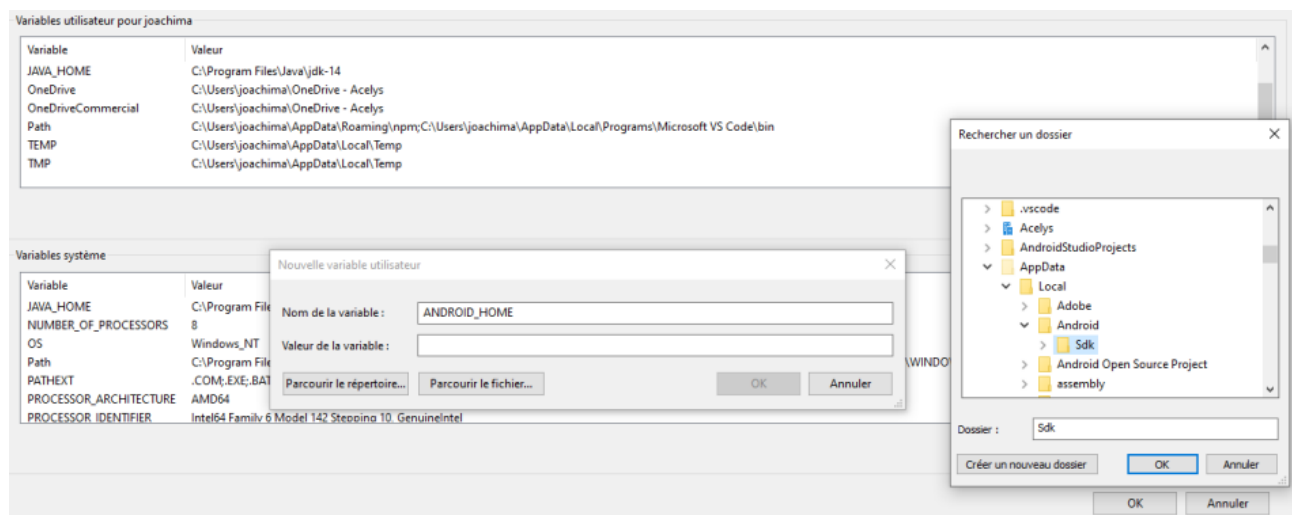 Variables utilisateur pour joachima
Variable Valeur
JAVA_HOME C:\Program Files\Java\jdk-14
OneDrive C:\Users\joachima\OneDrive - Acelys
OneDriveCommercial C:\Users\joachima\OneDrive - Acelys
Path C:\Users\joachima\AppData\Roaming\npm;C:\Users\joachima\AppData\Local\Programs\Microsoft VS Code\bin
TEMP C:\Users\joachima\AppData\Local\Temp
TMP C:\Users\joachima\AppData\Local\Temp
Variables système
Variable Valeur
JAVA_HOME C:\Program File
NUMBER_OF_PROCESSORS 8
OS Windows_NT
Path C:\Program File \WINDO
PATHEXT .COM;.EXE;.BAT
PROCESSOR_ARCHITECTURE AMD64
PROCESSOR_IDENTIFIER Intel64 Family 6 Model 142 Stepping 10, GenuineIntel
Nouvelle variable utilisateur
Nom de la variable : ANDROID_HOME
Valeur de la variable :
Parcourir le répertoire... Parcourir le fichier... OK Annuler
Rechercher un dossier
.vscode
Acelys
AndroidStudioProjects
AppData
Local
Adobe
Android
Sdk
Android Open Source Project
assembly
Dossier : Sdk
Créer un nouveau dossier OK Annuler
OK Annuler